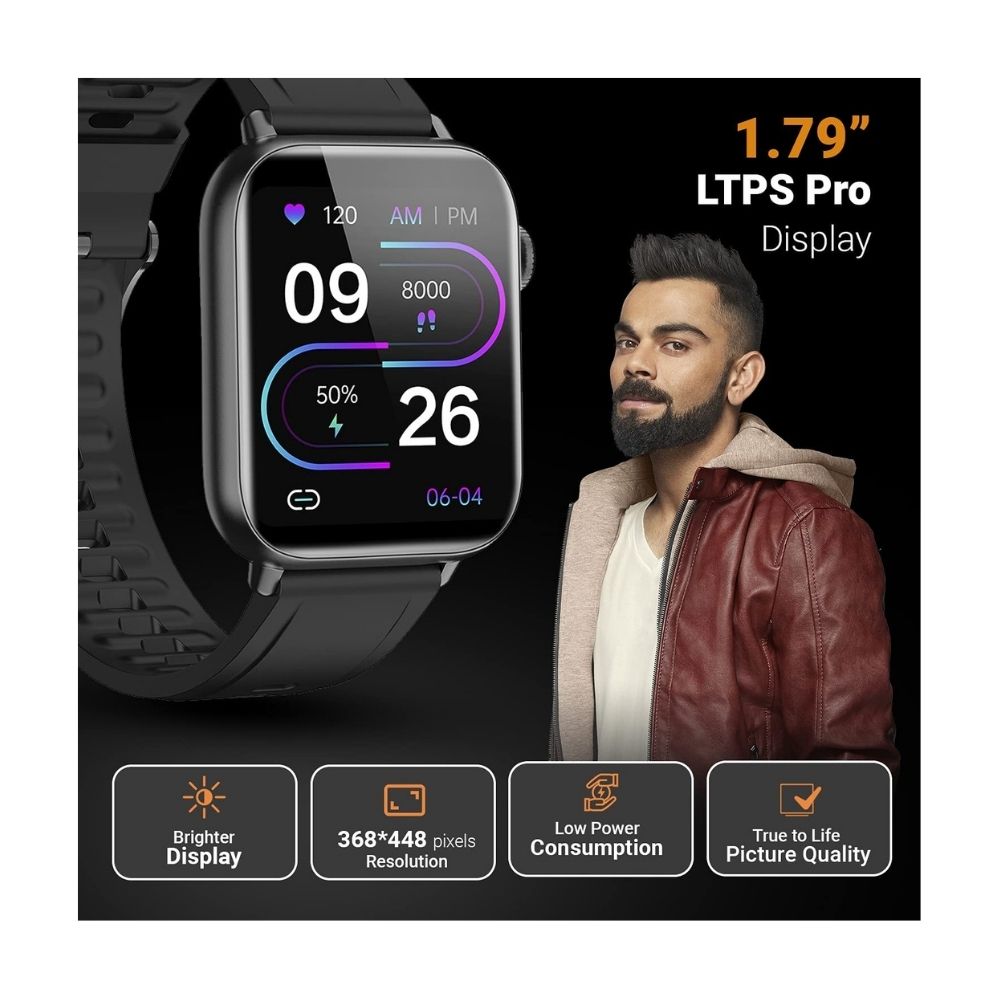 1.79”
LTPS Pro
Display
120 AM | PM
09
8000
50%
26
06-04
Brighter
Display
368*448 pixels
Resolution
Low Power
Consumption
True to Life
Picture Quality